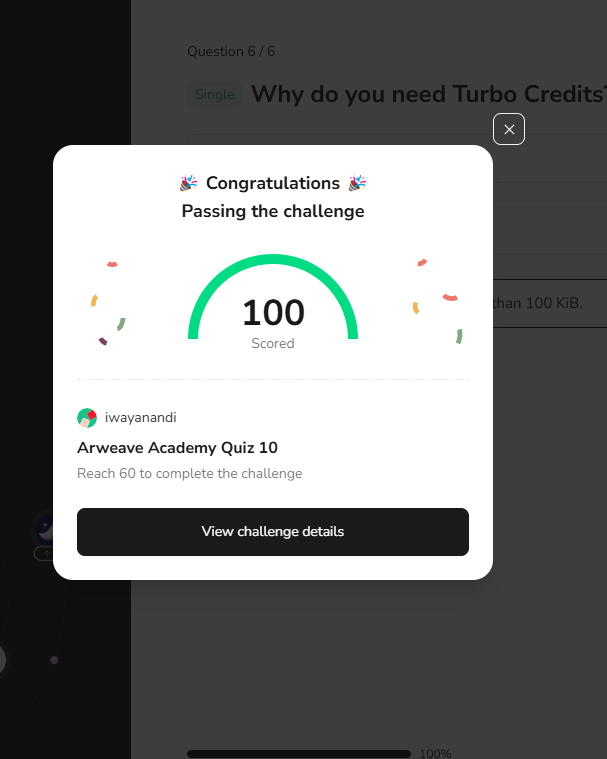 Question 6 / 6
Single Why do you need Turbo Credits?
Congratulations
Passing the challenge
100
Scored
than 100 KiB.
iwayanandi
Arweave Academy Quiz 10
Reach 60 to complete the challenge
View challenge details
100%